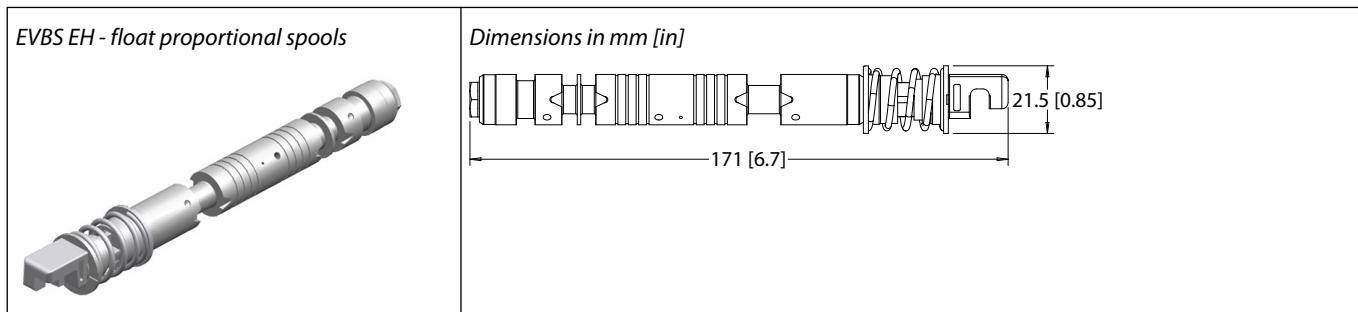 EVBS EH - float proportional spools
Dimensions in mm [in]
21.5 [0.85]
171 [6.7]